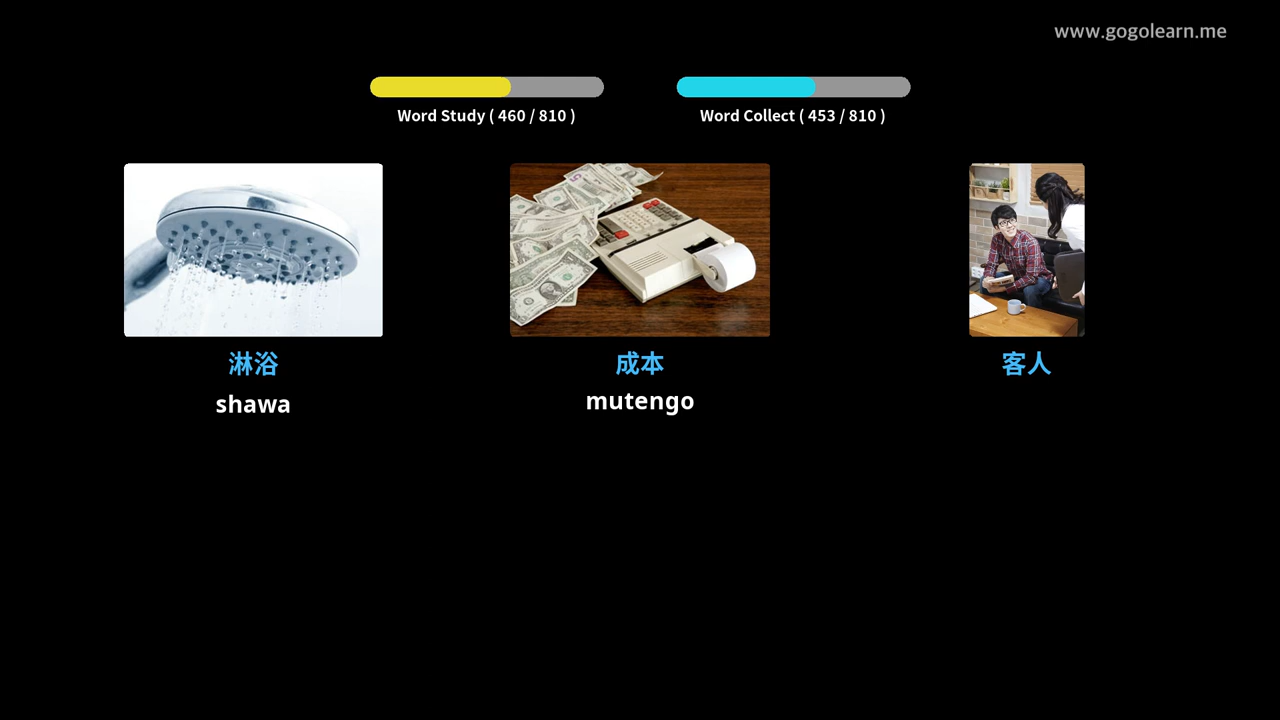 www.gogolearn.me
Word Study ( 460 / 810 )
Word Collect ( 453 / 810 )
淋浴
shawa
成本
mutengo
客人